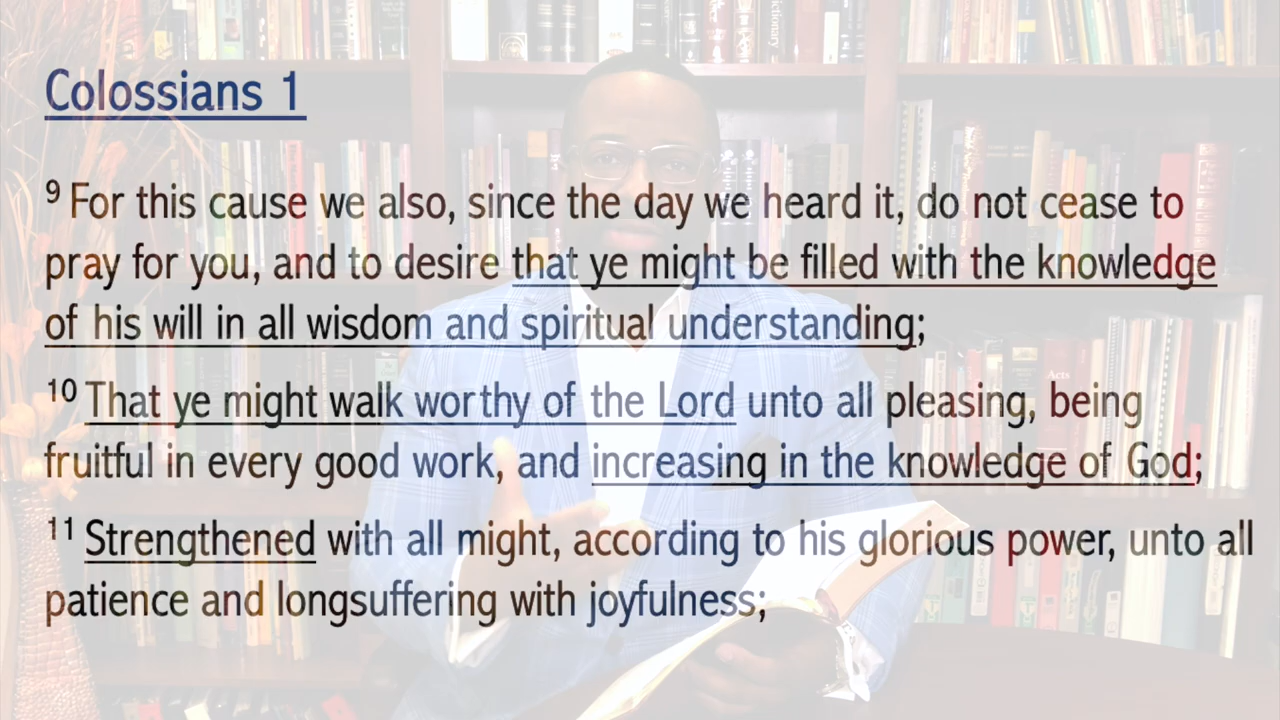 Colossians 1
9 For this cause we also, since the day we heard it, do not cease to
pray for you, and to desire that ye might be filled with the knowledge
of his will in all wisdom and spiritual understanding;
10 That ye might walk worthy of the Lord unto all pleasing, being
fruitful in every good work, and increasing in the knowledge of God;
11 Strengthened with all might, according to his glorious power, unto all
patience and longsuffering with joyfulness;
Dictionary
Acts